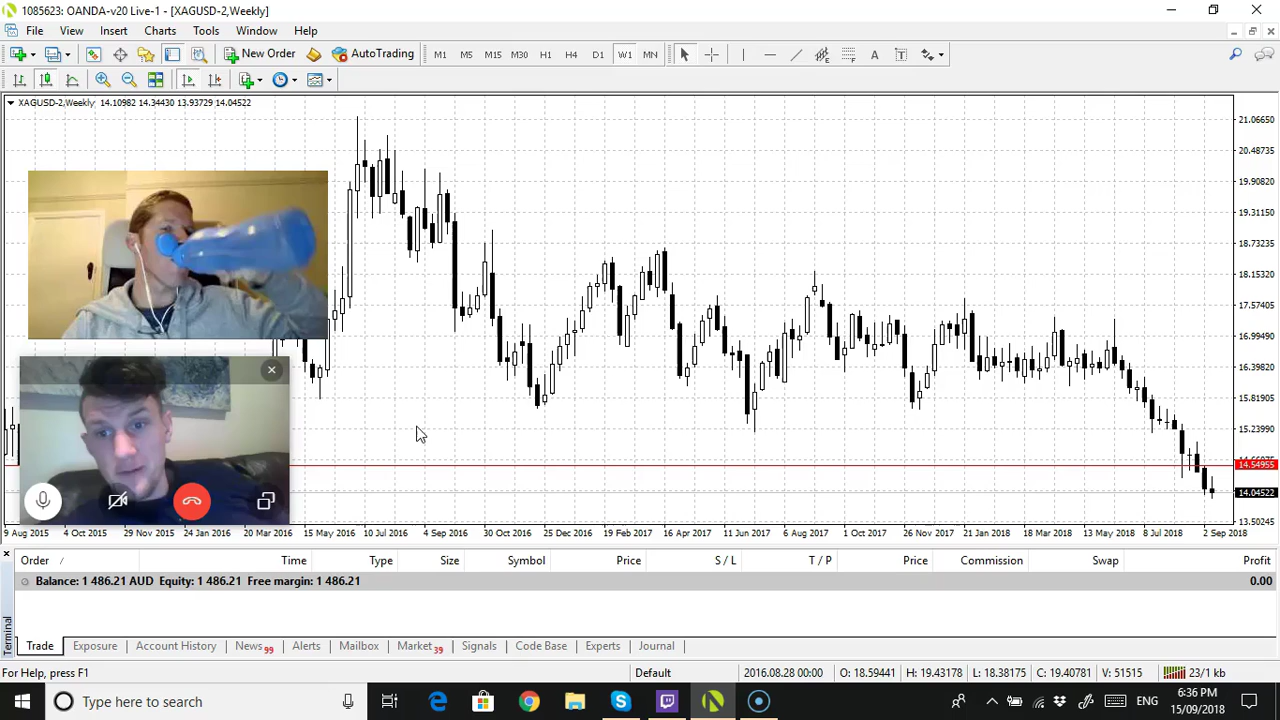 1085623: OANDA-v20 Live-1 - [XAGUSD-2,Weekly]
File View Insert Charts Tools Window Help
New Order AutoTrading M1 M5 M15 M30 H1 H4 D1 W1 MN A T
XAGUSD-2,Weekly 14.10982 14.34430 13.93729 14.04522
21.06650
20.48735
19.90820
19.31150
18.73235
18.15320
17.57405
16.99490
16.39820
15.81905
15.23990
14.54955
14.04522
13.50245
9 Aug 2015 4 Oct 2015 29 Nov 2015 24 Jan 2016 20 Mar 2016 15 May 2016 10 Jul 2016 4 Sep 2016 30 Oct 2016 25 Dec 2016 19 Feb 2017 16 Apr 2017 11 Jun 2017 6 Aug 2017 1 Oct 2017 26 Nov 2017 21 Jan 2018 18 Mar 2018 13 May 2018 8 Jul 2018 2 Sep 2018
Order / Time Type Size Symbol Price S / L T / P Price Commission Swap Profit
Balance: 1 486.21 AUD Equity: 1 486.21 Free margin: 1 486.21 0.00
Terminal
Trade Exposure Account History News 99 Alerts Mailbox Market 39 Signals Code Base Experts Journal
For Help, press F1 Default 2016.08.28 00:00 O: 18.59441 H: 19.43178 L: 18.38175 C: 19.40781 V: 51515 23/1 kb
Type here to search ENG 6:36 PM
15/09/2018